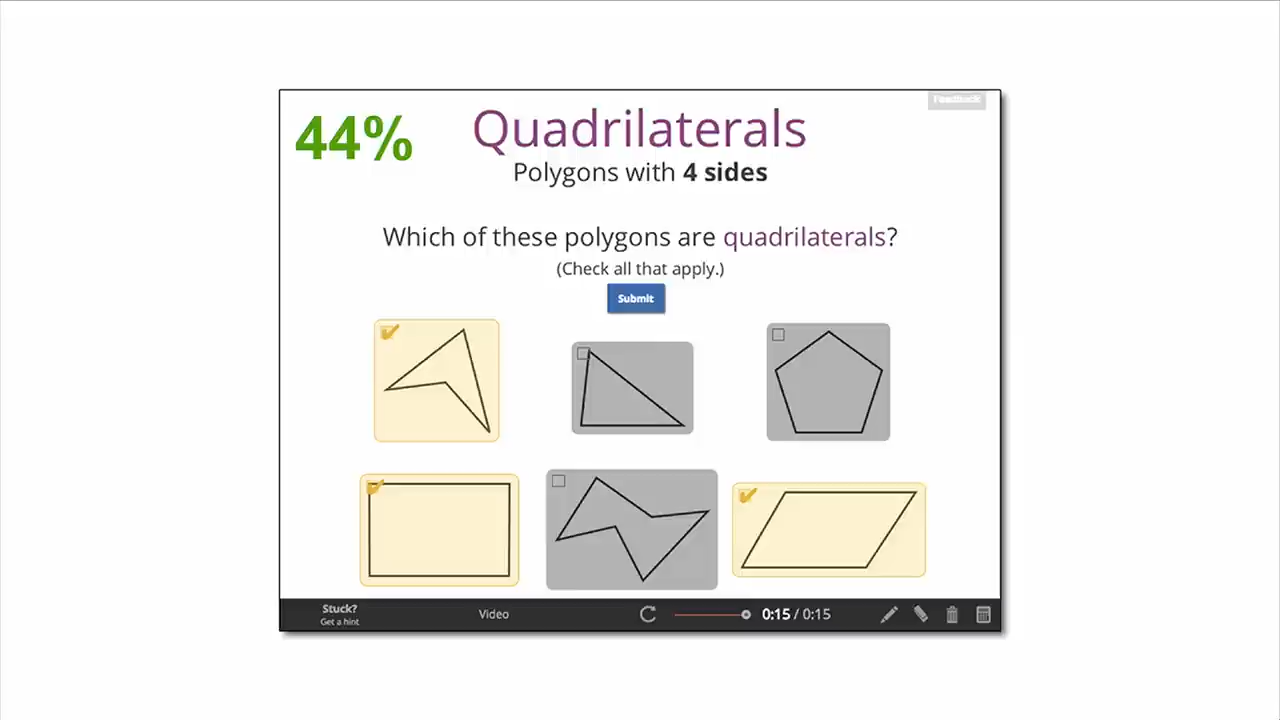 Feedback
44%
Quadrilaterals
Polygons with 4 sides
Which of these polygons are quadrilaterals?
(Check all that apply.)
Submit
Stuck?
Get a hint
Video
0:15 / 0:15